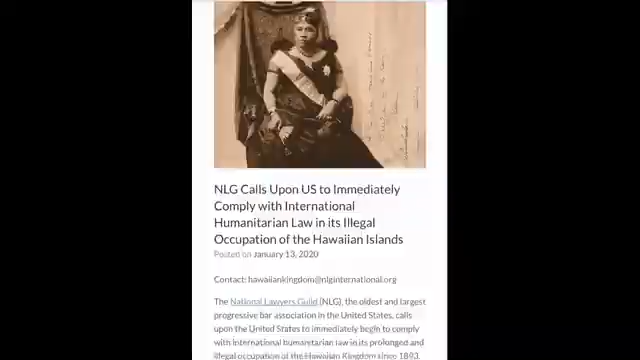 NLG Calls Upon US to Immediately
Comply with International
Humanitarian Law in its Illegal
Occupation of the Hawaiian Islands
Posted on January 13, 2020
Contact: hawaiiankingdom@nlginternational.org
The National Lawyers Guild (NLG), the oldest and largest
progressive bar association in the United States, calls
upon the United States to immediately begin to comply
with international humanitarian law in its prolonged and
illegal occupation of the Hawaiian Kingdom since 1893.